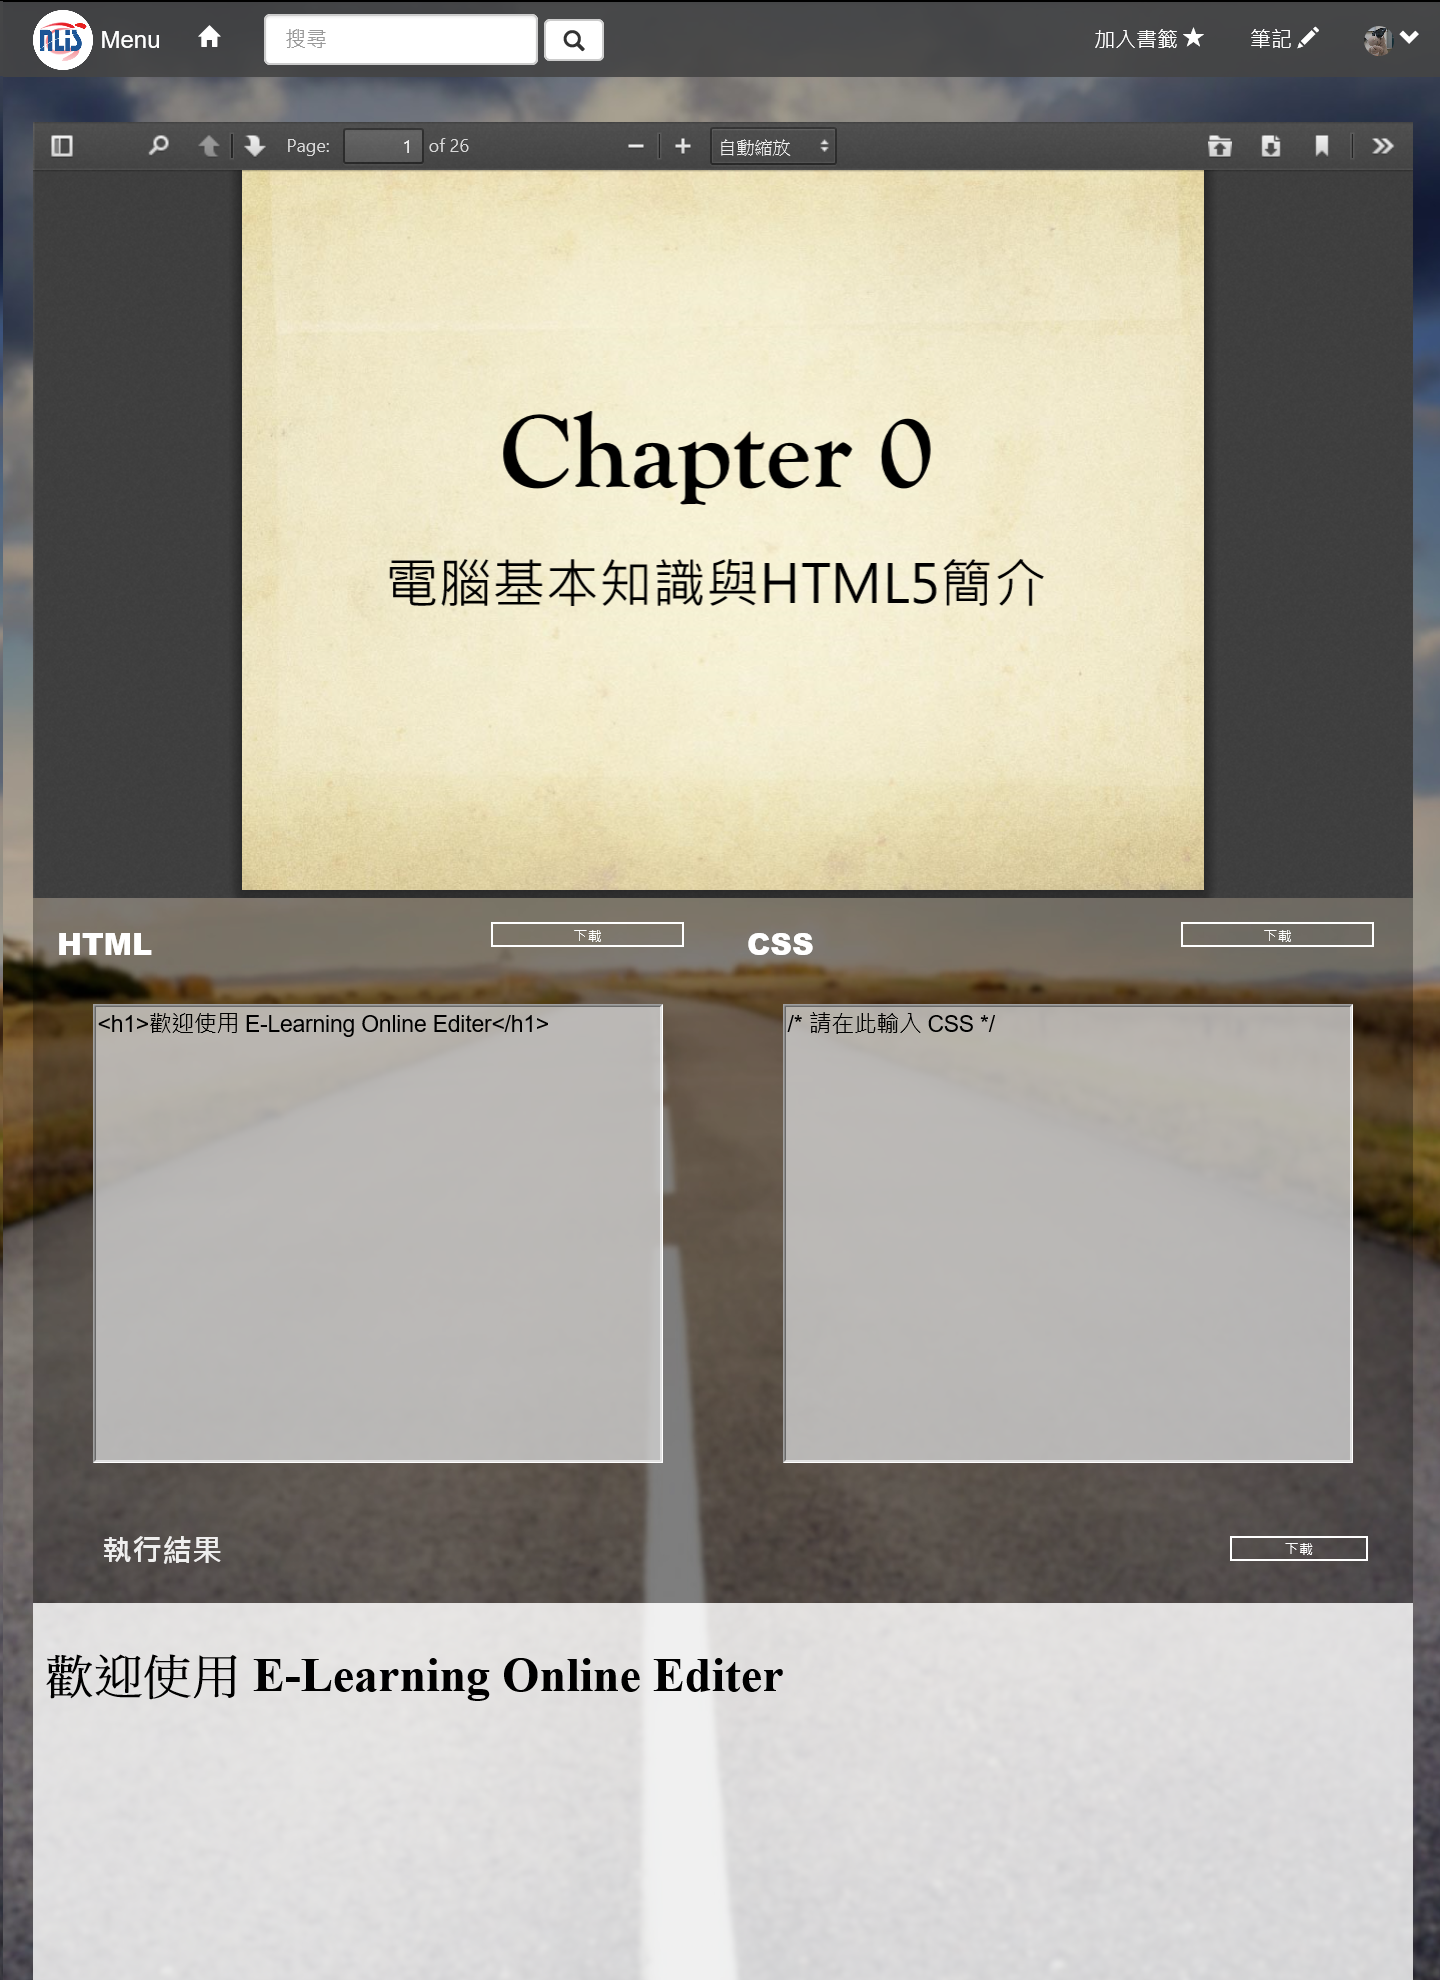 NLIS Menu 搜尋 加入書籤 筆記
Page: 1 of 26 自動縮放
Chapter 0
電腦基本知識與HTML5簡介
HTML 下載
CSS 下載
<h1>歡迎使用 E-Learning Online Editer</h1>
/* 請在此輸入 CSS */
執行結果 下載
歡迎使用 E-Learning Online Editer